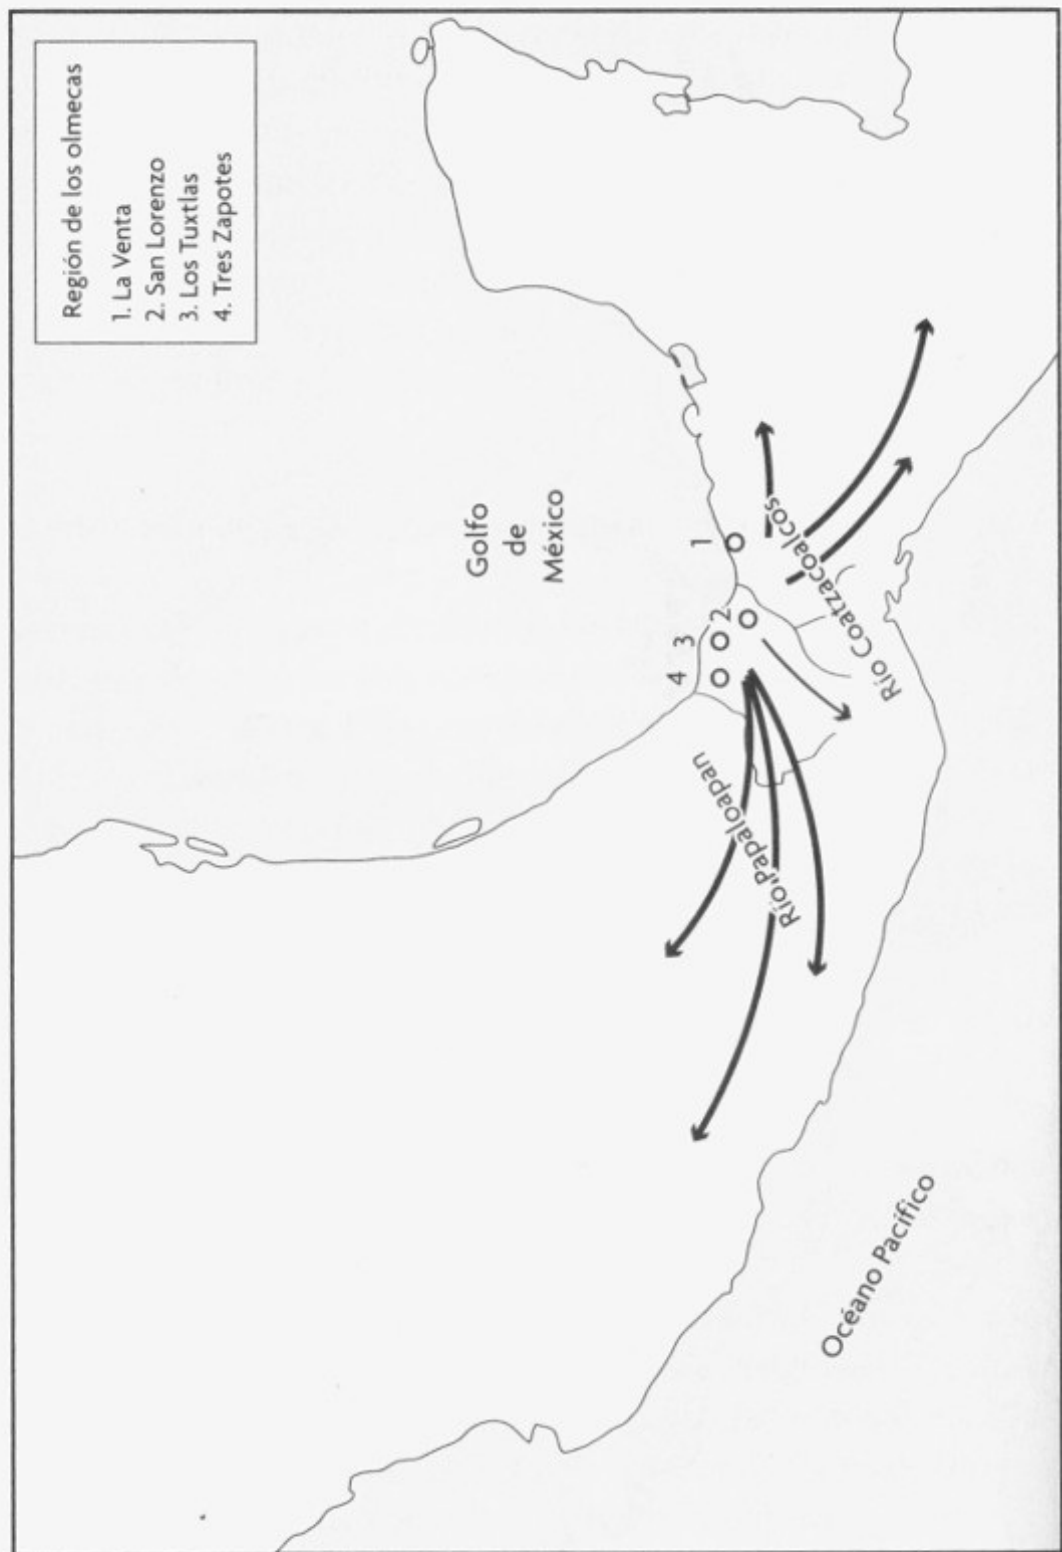 Región de los olmecas
1. La Venta
2. San Lorenzo
3. Los Tuxtlas
4. Tres Zapotes
Golfo
de
México
1
2
3
4
Río Coatzacoalcos
Río Papaloapan
Océano Pacífico